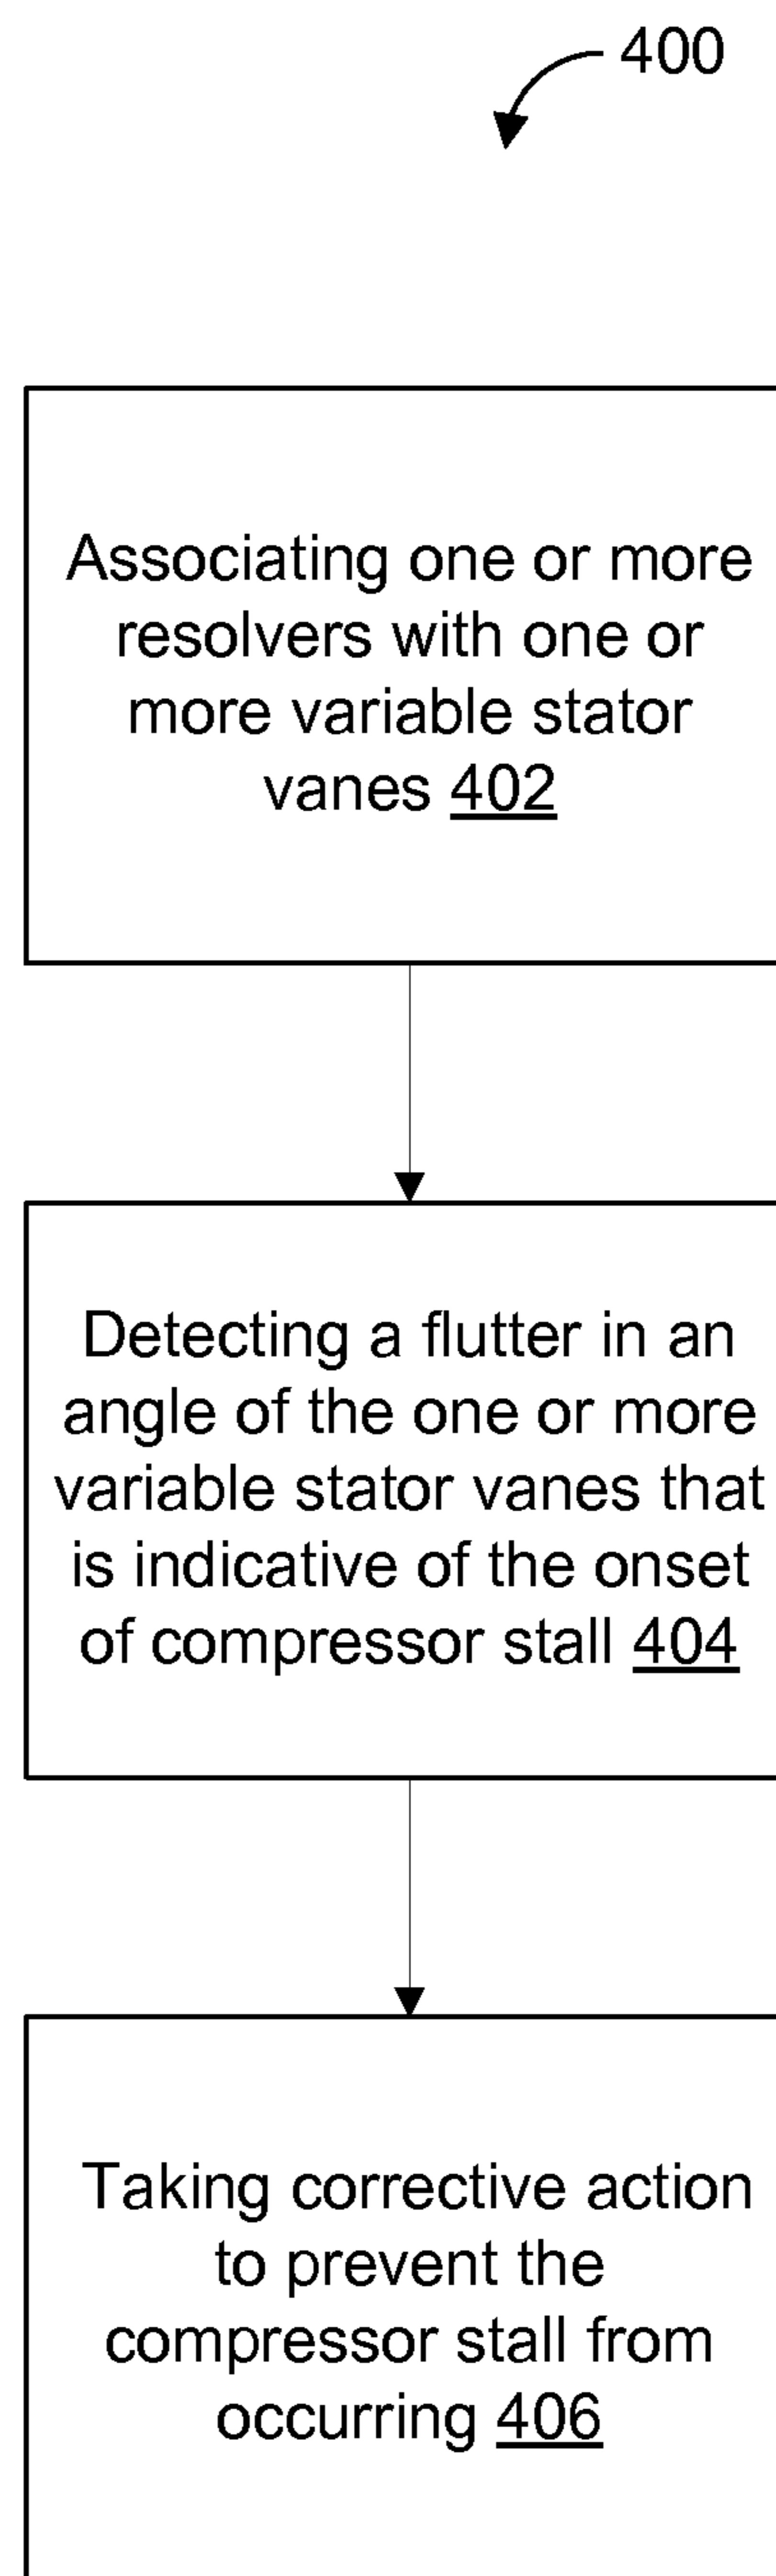 400
Associating one or more
resolvers with one or
more variable stator
vanes 402
Detecting a flutter in an
angle of the one or more
variable stator vanes that
is indicative of the onset
of compressor stall 404
Taking corrective action
to prevent the
compressor stall from
occurring 406